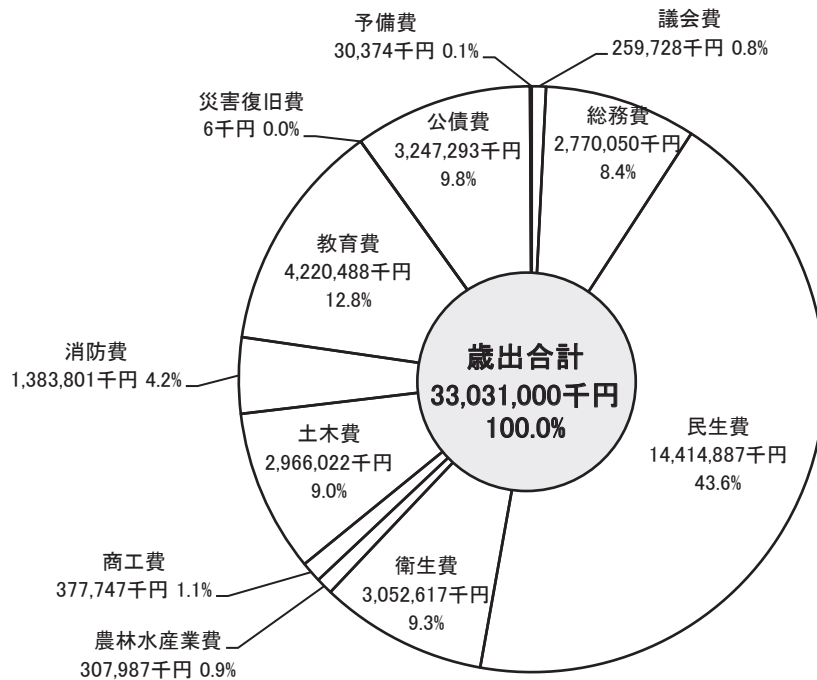 予備費
30,374千円 0.1%
議会費
259,728千円 0.8%
災害復旧費
6千円 0.0%
公債費
3,247,293千円
9.8%
総務費
2,770,050千円
8.4%
教育費
4,220,488千円
12.8%
消防費
1,383,801千円 4.2%
歳出合計
33,031,000千円
100.0%
民生費
14,414,887千円
43.6%
土木費
2,966,022千円
9.0%
商工費
377,747千円 1.1%
衛生費
3,052,617千円
9.3%
農林水産業費
307,987千円 0.9%